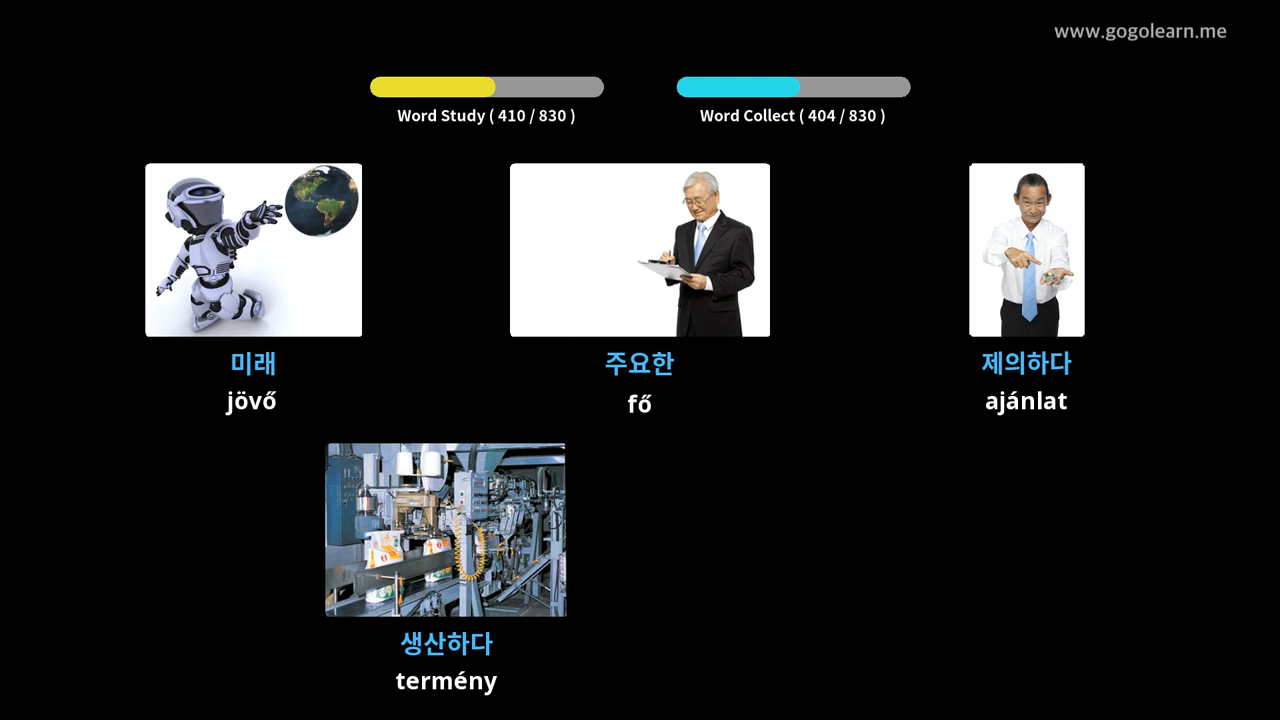 www.gogolearn.me
Word Study ( 410 / 830 )
Word Collect ( 404 / 830 )
미래
jövő
주요한
fő
제의하다
ajánlat
생산하다
termény